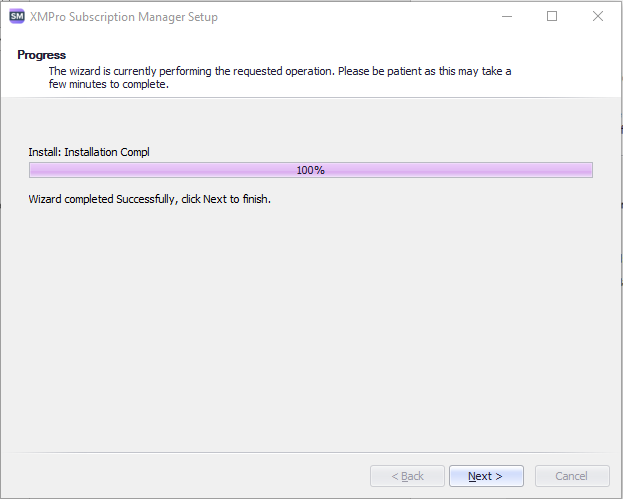 SM XMPro Subscription Manager Setup
Progress
The wizard is currently performing the requested operation. Please be patient as this may take a
few minutes to complete.
Install: Installation Compl
100%
Wizard completed Successfully, click Next to finish.
< Back Next > Cancel